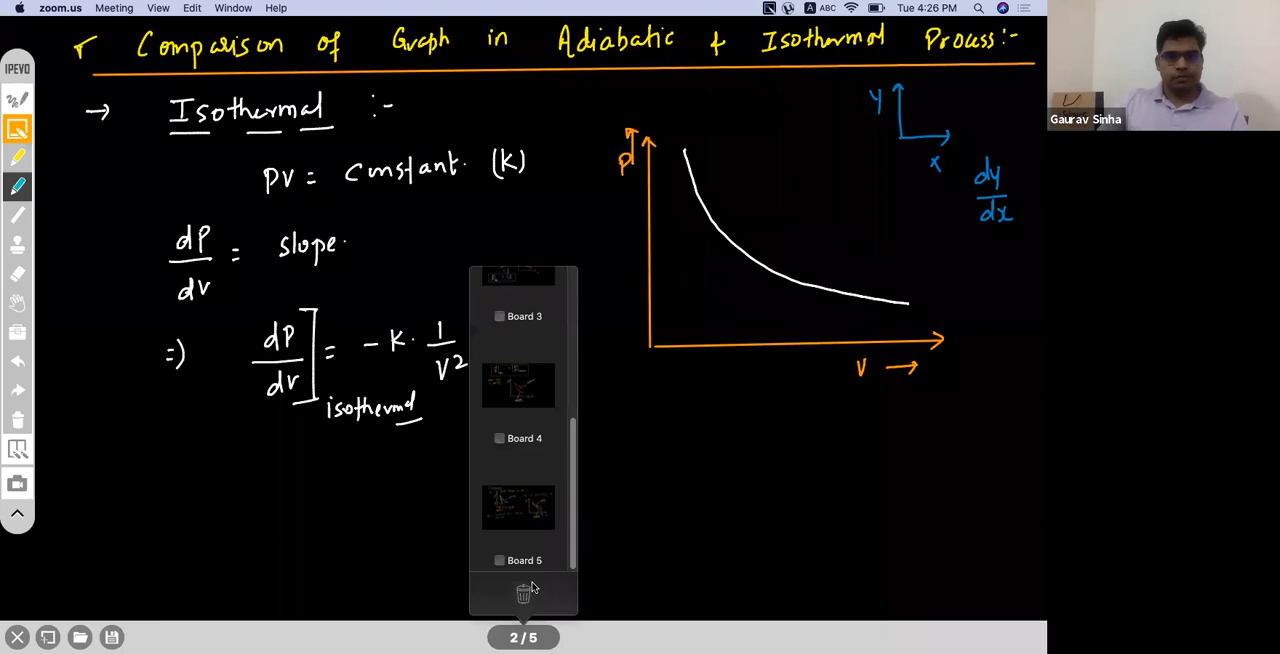 zoom.us Meeting View Edit Window Help
A ABC Tue 4:26 PM
Comparison of Graph in Adiabatic & Isothermal Process:-
IPEVO
→ Isothermal :-
PV = Constant. (K)
dP/dV = slope.
⇒) dP/dV] = - K. 1/V2
isothermal
Board 3
Board 4
Board 5
2 / 5
P
V →
y
x
dy/dx
Gaurav Sinha